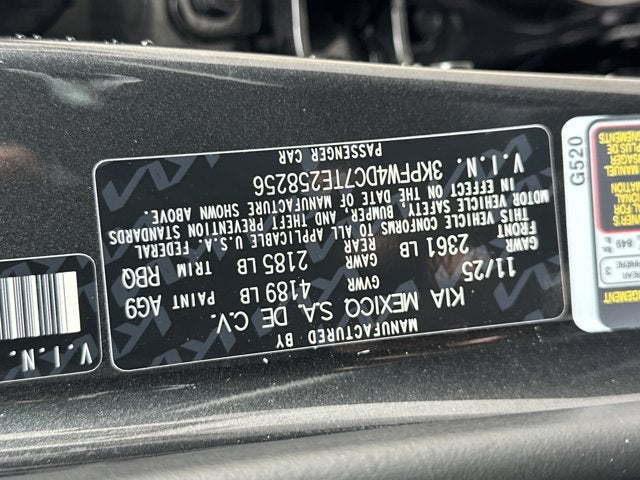 MANUFACTURED BY
KIA MEXICO, S.A. DE C.V.
11/25 GVWR 4189 LB PAINT AG9
GAWR FRONT 2361 LB GAWR REAR 2185 LB TRIM RBQ
THIS VEHICLE CONFORMS TO ALL APPLICABLE U.S.A. FEDERAL
MOTOR VEHICLE SAFETY, BUMPER, AND THEFT PREVENTION STANDARDS
IN EFFECT ON THE DATE OF MANUFACTURE SHOWN ABOVE.
V.I.N. 3KPFW4DC7TE258256
PASSENGER CAR
V.I.N.
G520